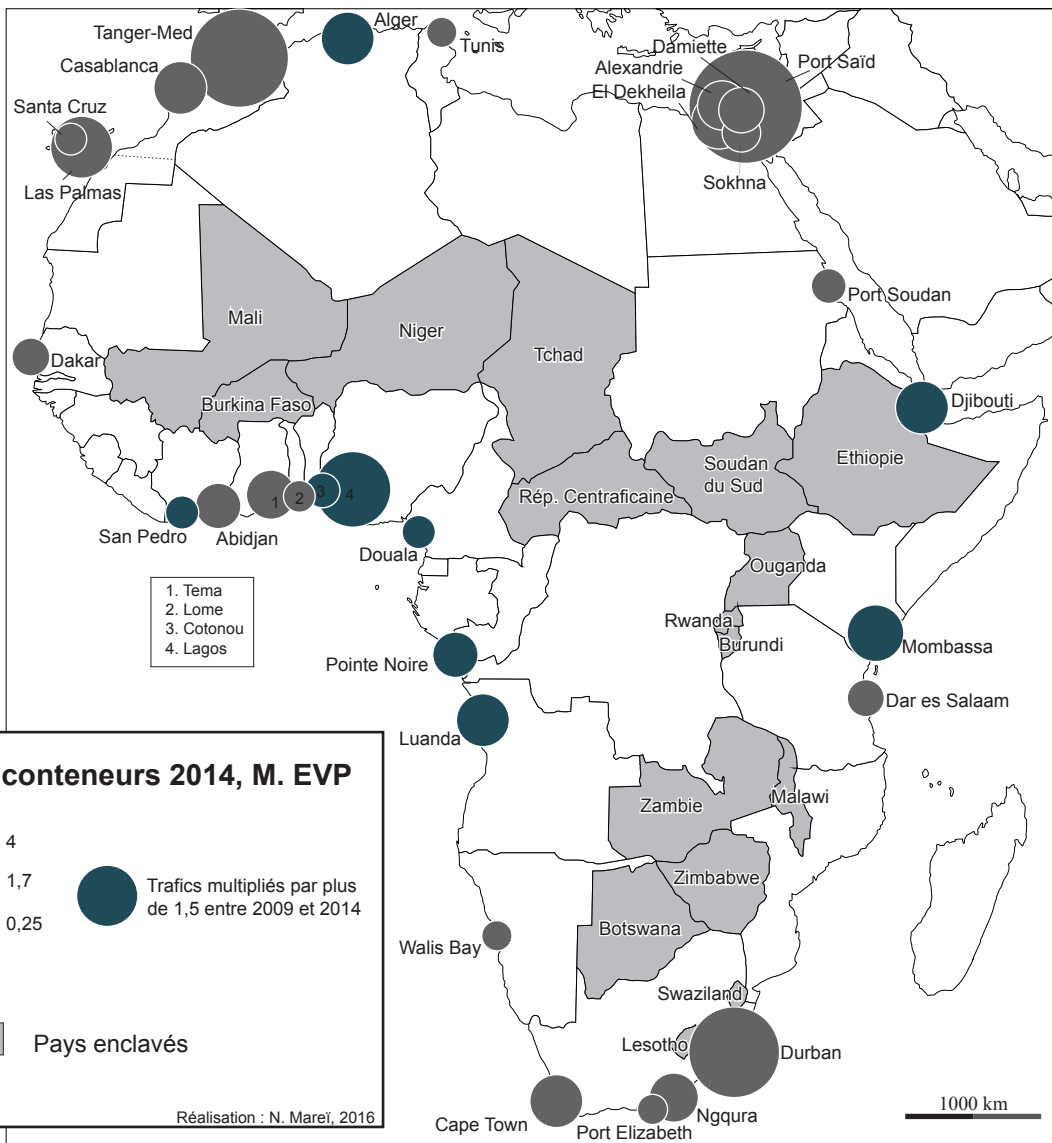 Tanger-Med
Alger
Tunis
Casablanca
Santa Cruz
Las Palmas
Damiette
Alexandrie
Port Saïd
El Dekheila
Sokhna
Port Soudan
Mali
Niger
Tchad
Dakar
Burkina Faso
Djibouti
Ethiopie
Soudan
du Sud
Rép. Centraficaine
1
2
3
4
San Pedro
Abidjan
Douala
Ouganda
1. Tema
2. Lome
3. Cotonou
4. Lagos
Rwanda
Burundi
Pointe Noire
Mombassa
Dar es Salaam
Luanda
Malawi
Zambie
Zimbabwe
Botswana
Walis Bay
Swaziland
Lesotho
Durban
Ngqura
Cape Town
Port Elizabeth
conteneurs 2014, M. EVP
4
1,7
0,25
Trafics multipliés par plus
de 1,5 entre 2009 et 2014
Pays enclavés
Réalisation : N. Mareï, 2016
1000 km